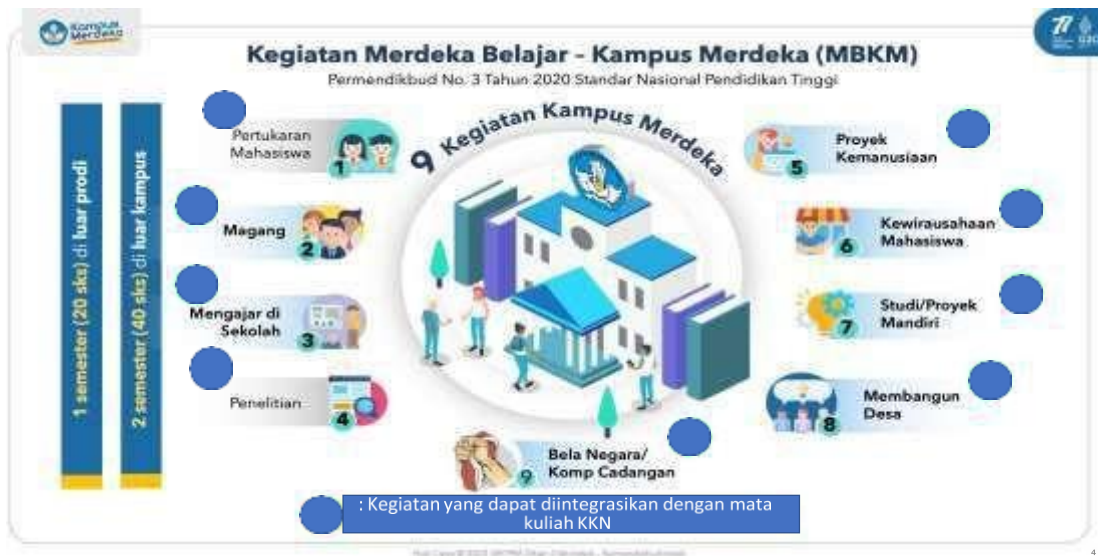 Kampus
Merdeka
Kegiatan Merdeka Belajar – Kampus Merdeka (MBKM)
Permendikbud No. 3 Tahun 2020 Standar Nasional Pendidikan Tinggi
1 semester (20 sks) di luar prodi
2 semester (40 sks) di luar kampus
9 Kegiatan Kampus Merdeka
Pertukaran
Mahasiswa
1
Magang
2
Mengajar di
Sekolah
3
Penelitian
4
Proyek
Kemanusiaan
5
Kewirausahaan
Mahasiswa
6
Studi/Proyek
Mandiri
7
Membangun
Desa
8
Bela Negara/
Komp Cadangan
9
: Kegiatan yang dapat diintegrasikan dengan mata
kuliah KKN
4